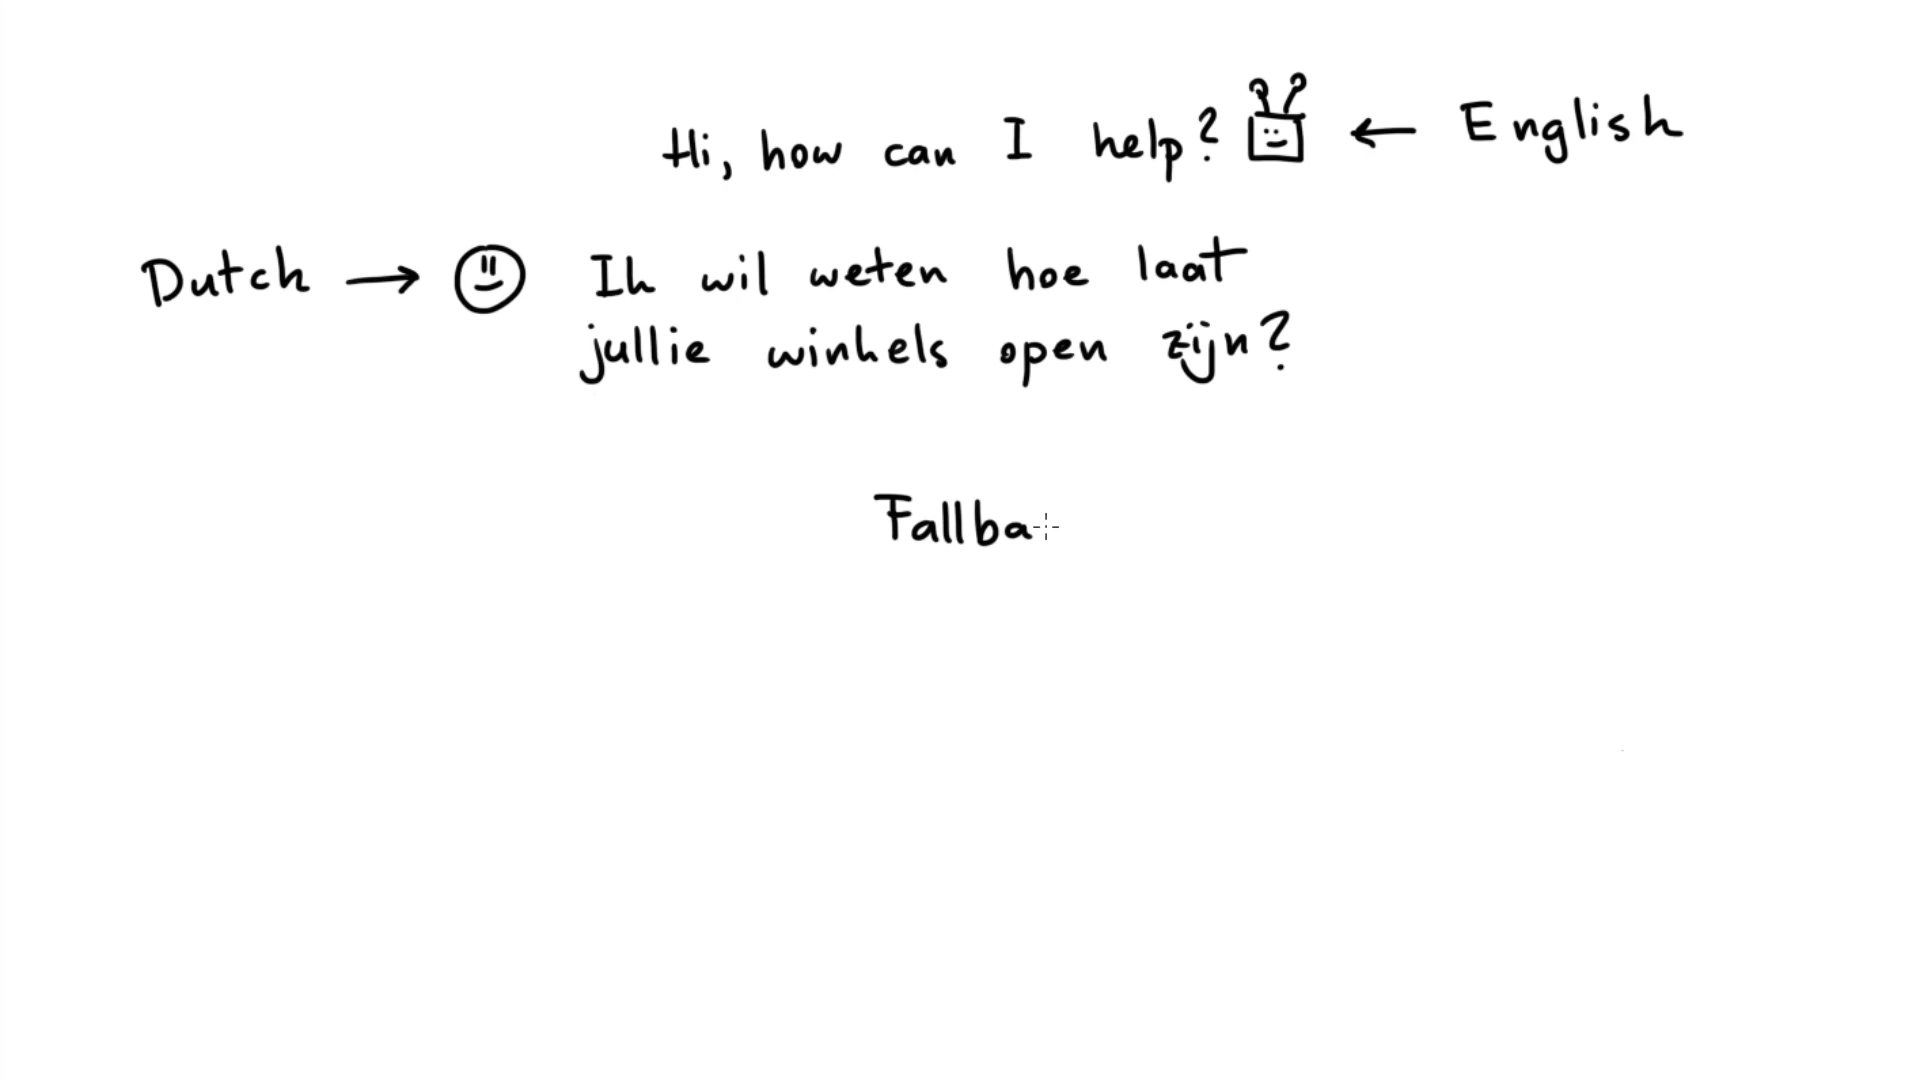 Hi, how can I help? ← English
Dutch → Ik wil weten hoe laat
jullie winkels open zijn?
Fallba